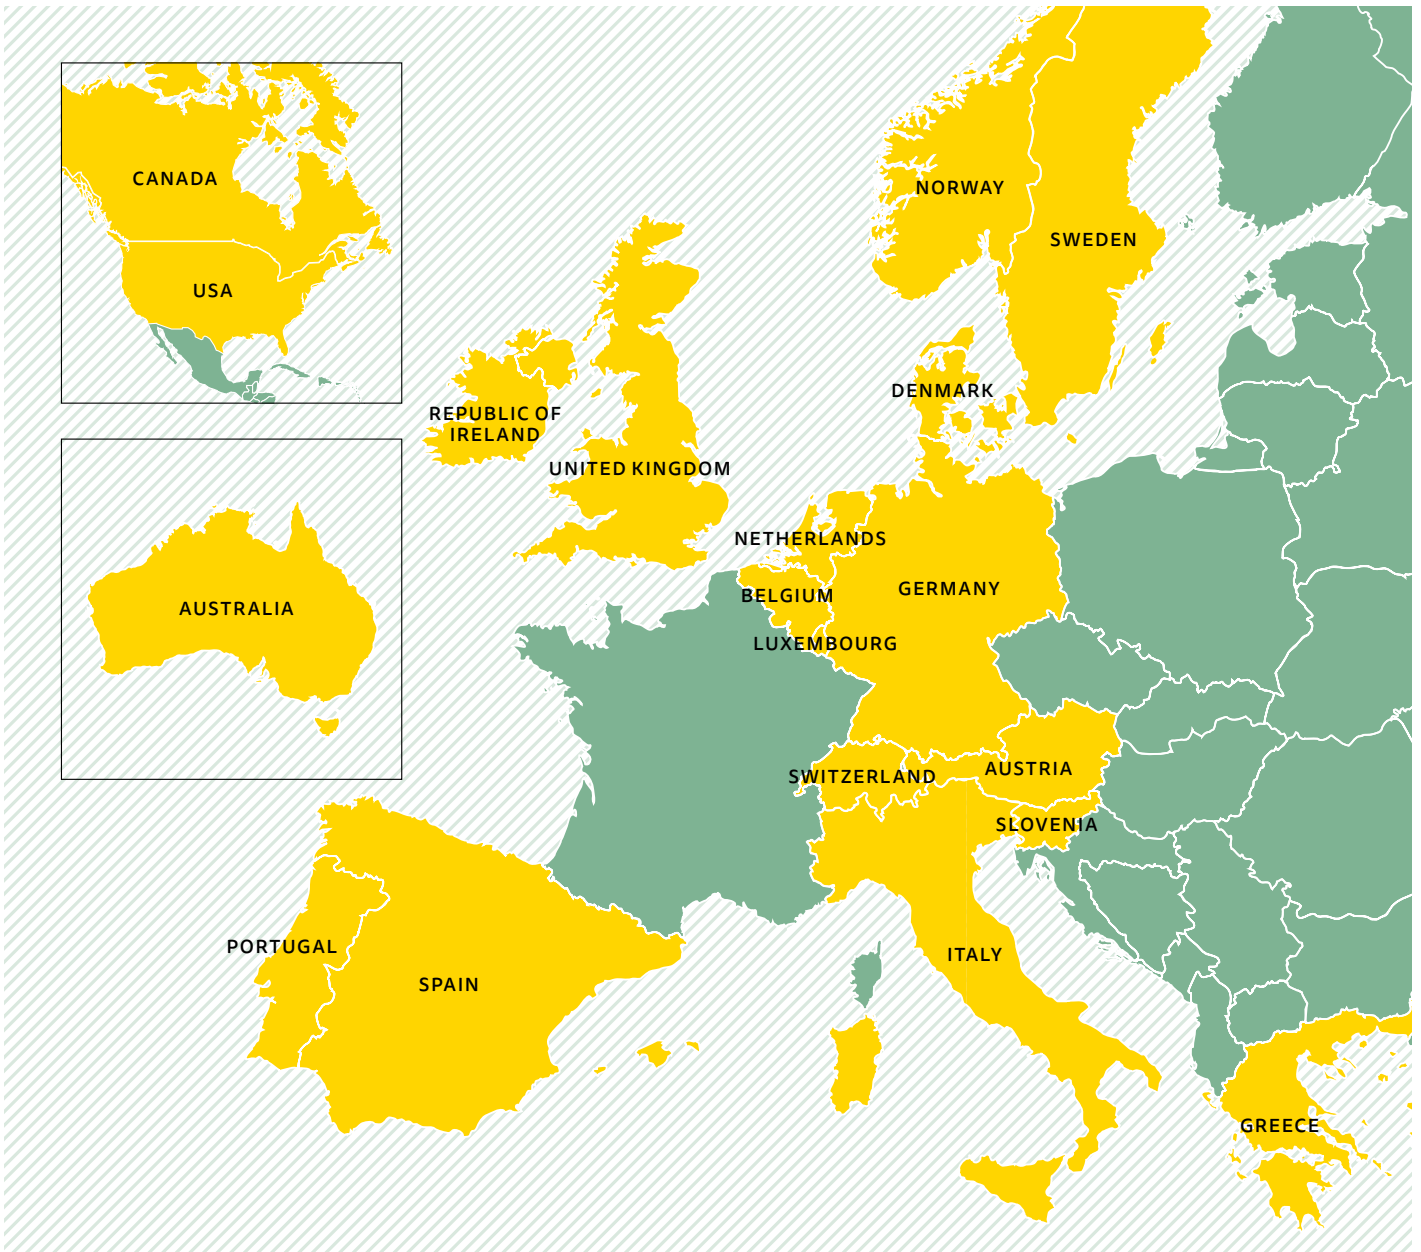 CANADA
USA
AUSTRALIA
NORWAY
SWEDEN
DENMARK
REPUBLIC OF
IRELAND
UNITED KINGDOM
NETHERLANDS
GERMANY
BELGIUM
LUXEMBOURG
SWITZERLAND
AUSTRIA
SLOVENIA
PORTUGAL
SPAIN
ITALY
GREECE